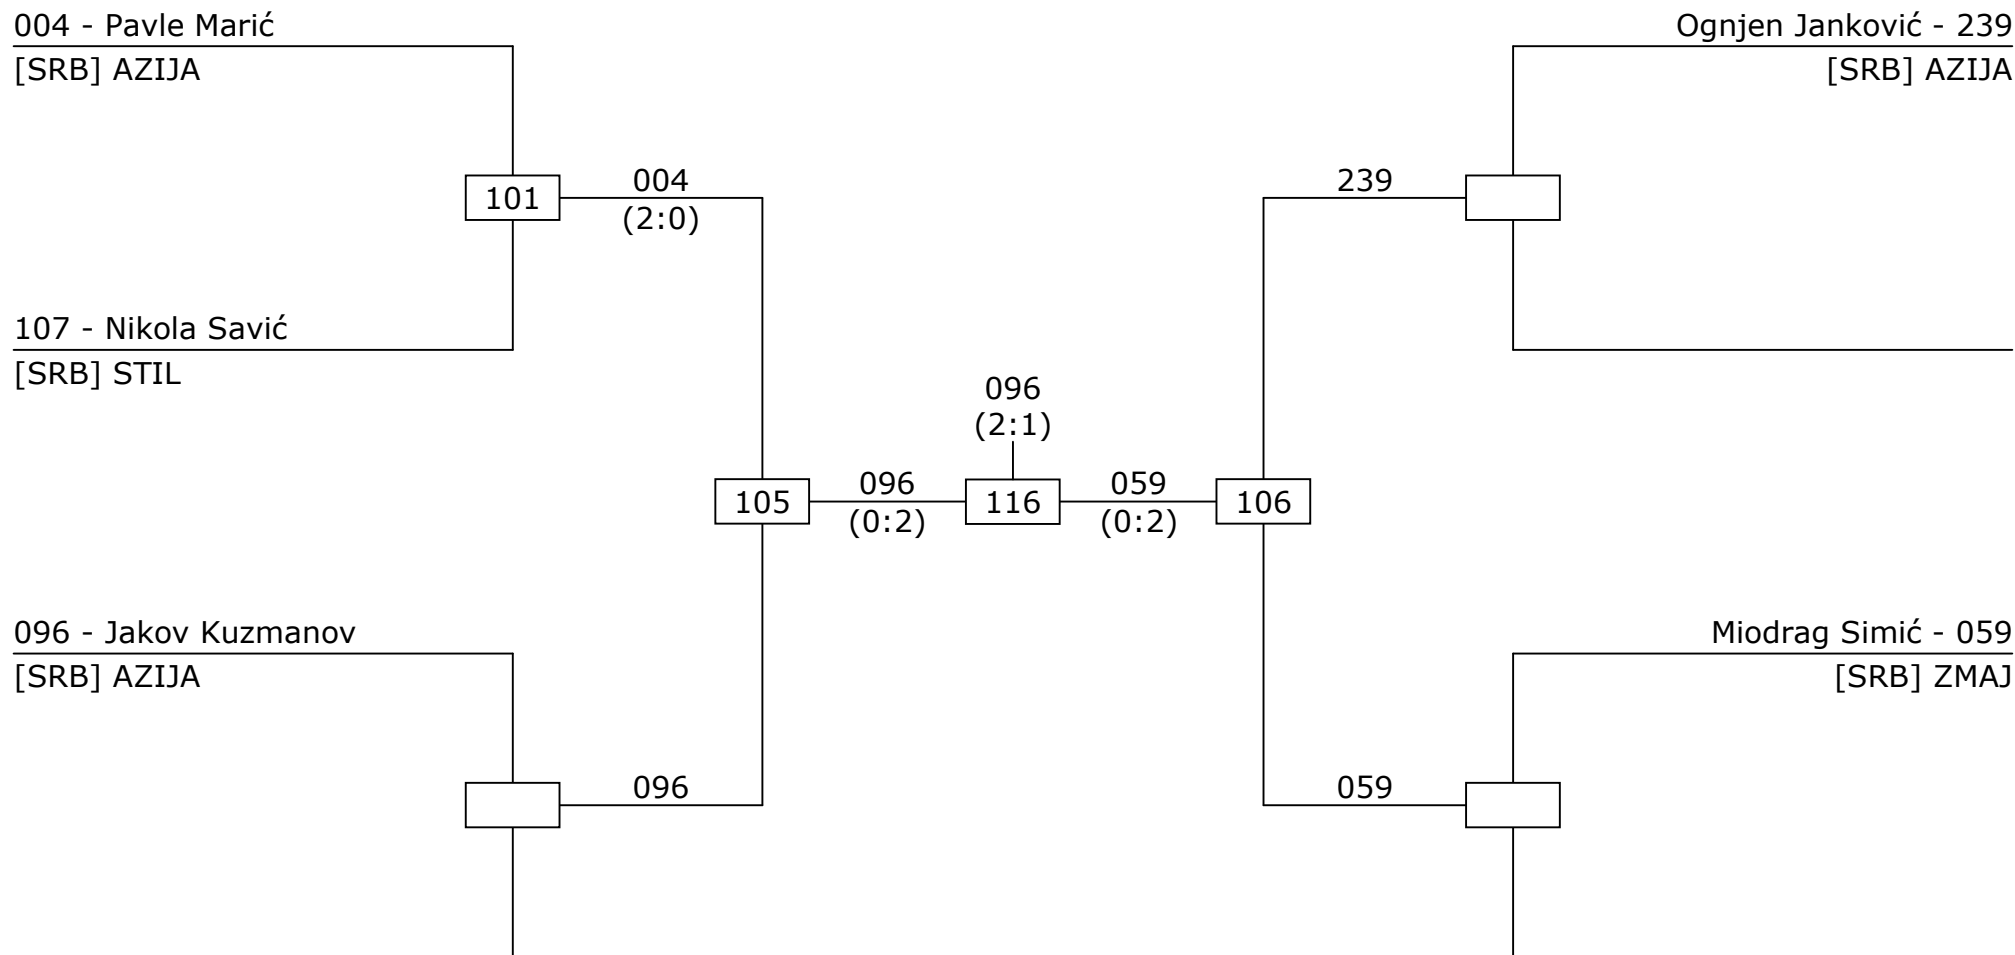 004 - Pavle Marić
[SRB] AZIJA
Ognjen Janković - 239
[SRB] AZIJA
101
004
(2:0)
239
107 - Nikola Savić
[SRB] STIL
096
(2:1)
105
096
(0:2)
116
059
(0:2)
106
096 - Jakov Kuzmanov
[SRB] AZIJA
Miodrag Simić - 059
[SRB] ZMAJ
096
059